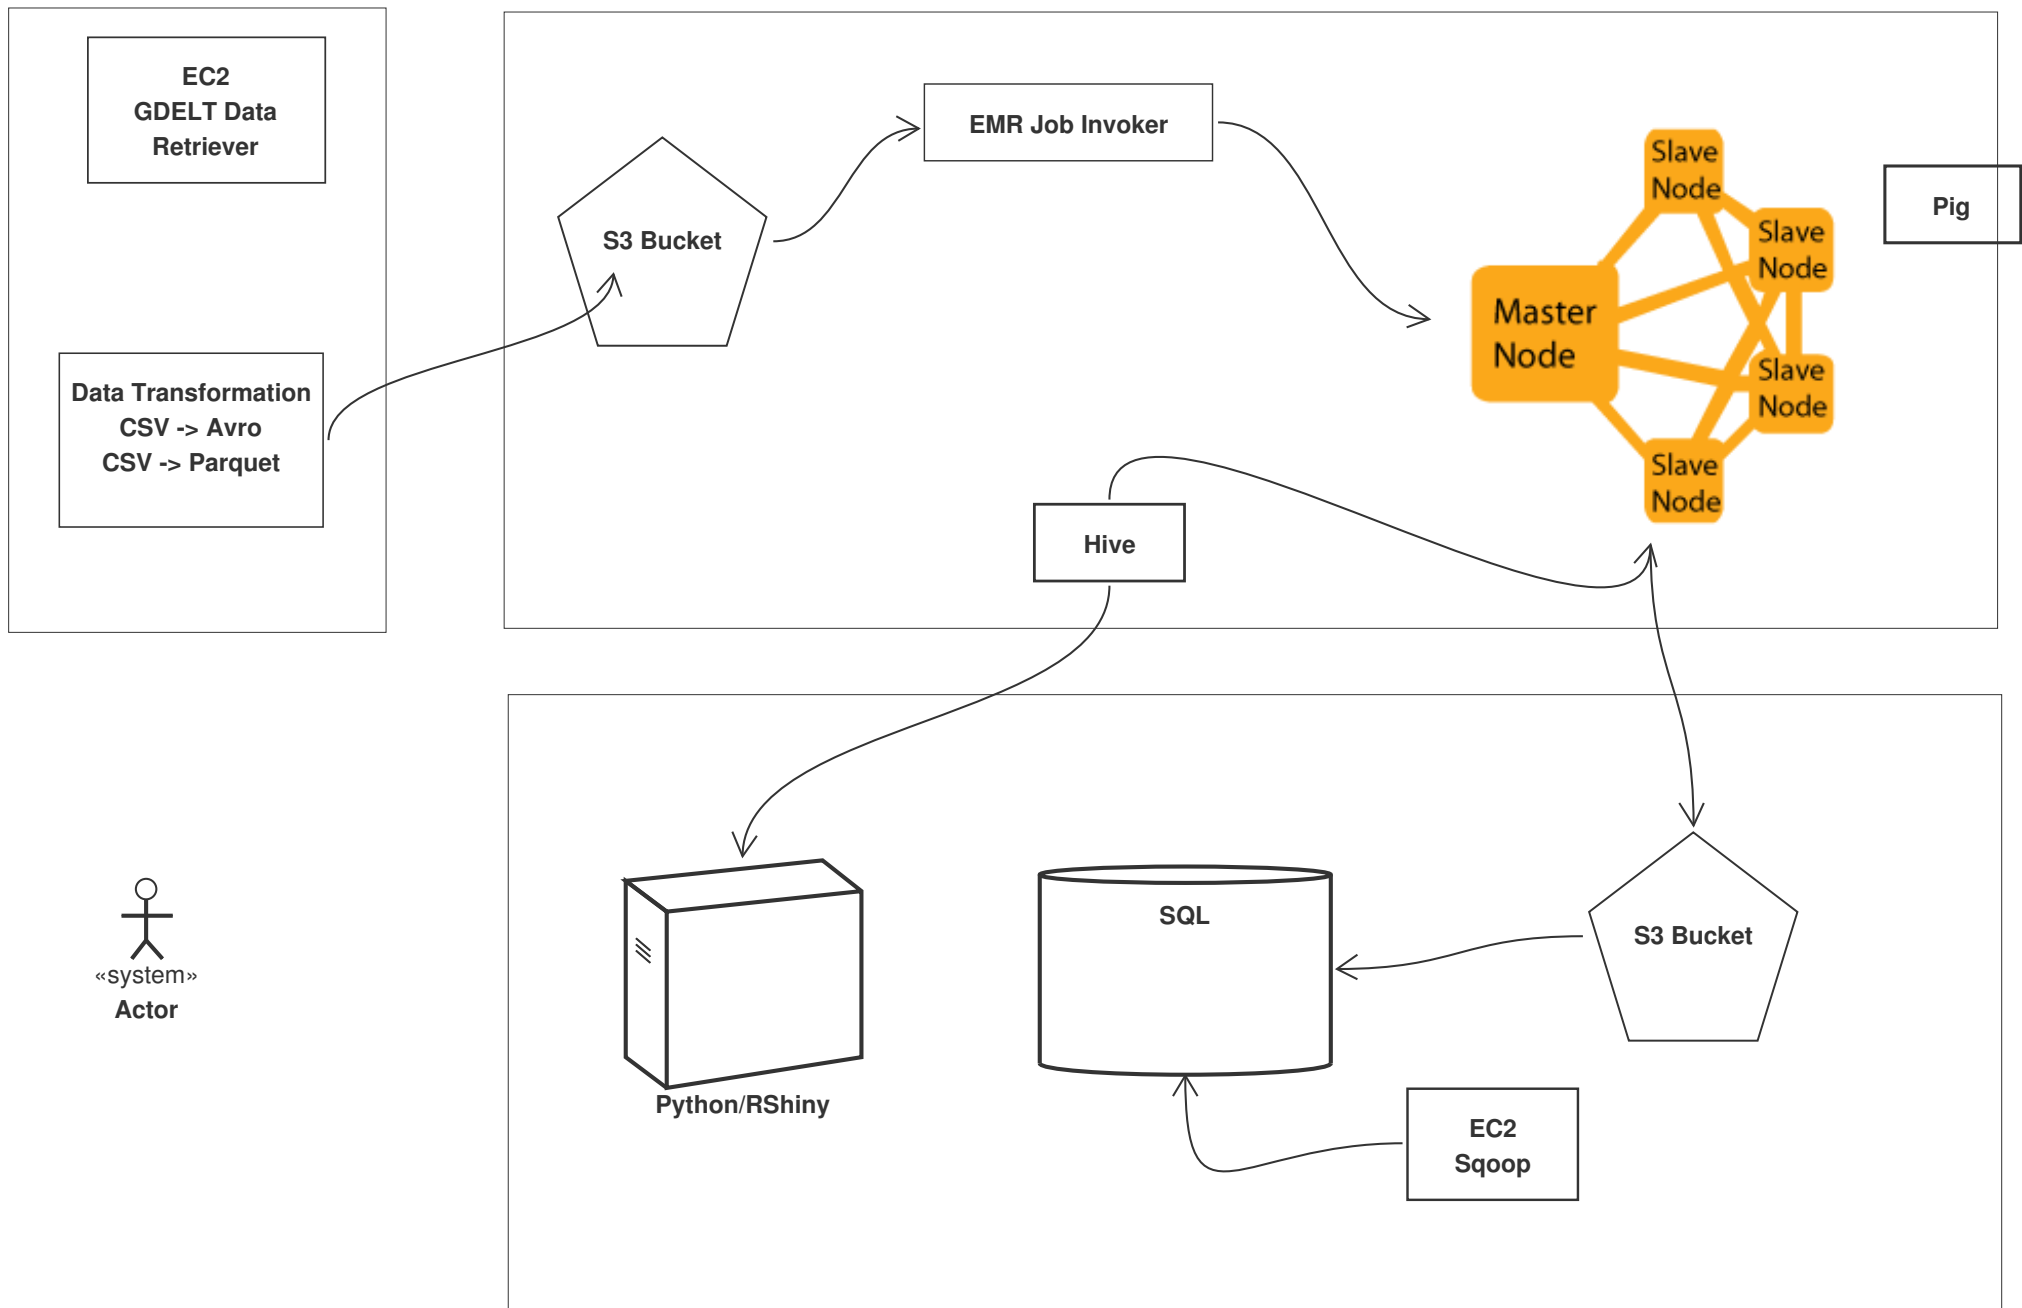 EC2
GDELT Data
Retriever
Data Transformation
CSV -> Avro
CSV -> Parquet
S3 Bucket
EMR Job Invoker
Slave
Node
Slave
Node
Master
Node
Slave
Node
Slave
Node
Pig
Hive
«system»
Actor
Python/RShiny
SQL
S3 Bucket
EC2
Sqoop